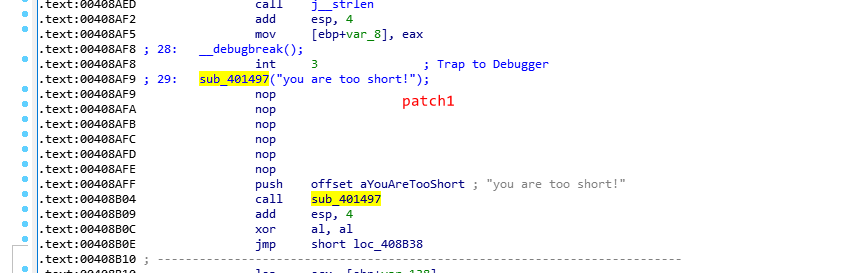 .text:00408AED call j__strlen
.text:00408AF2 add esp, 4
.text:00408AF5 mov [ebp+var_8], eax
.text:00408AF8 ; 28: __debugbreak();
.text:00408AF8 int 3 ; Trap to Debugger
.text:00408AF9 ; 29: sub_401497("you are too short!");
.text:00408AF9 nop
patch1
.text:00408AFA nop
.text:00408AFB nop
.text:00408AFC nop
.text:00408AFD nop
.text:00408AFE nop
.text:00408AFF push offset aYouAreTooShort ; "you are too short!"
.text:00408B04 call sub_401497
.text:00408B09 add esp, 4
.text:00408B0C xor al, al
.text:00408B0E jmp short loc_408B38
.text:00408B10 ; ---------------------------------------------------------------------------